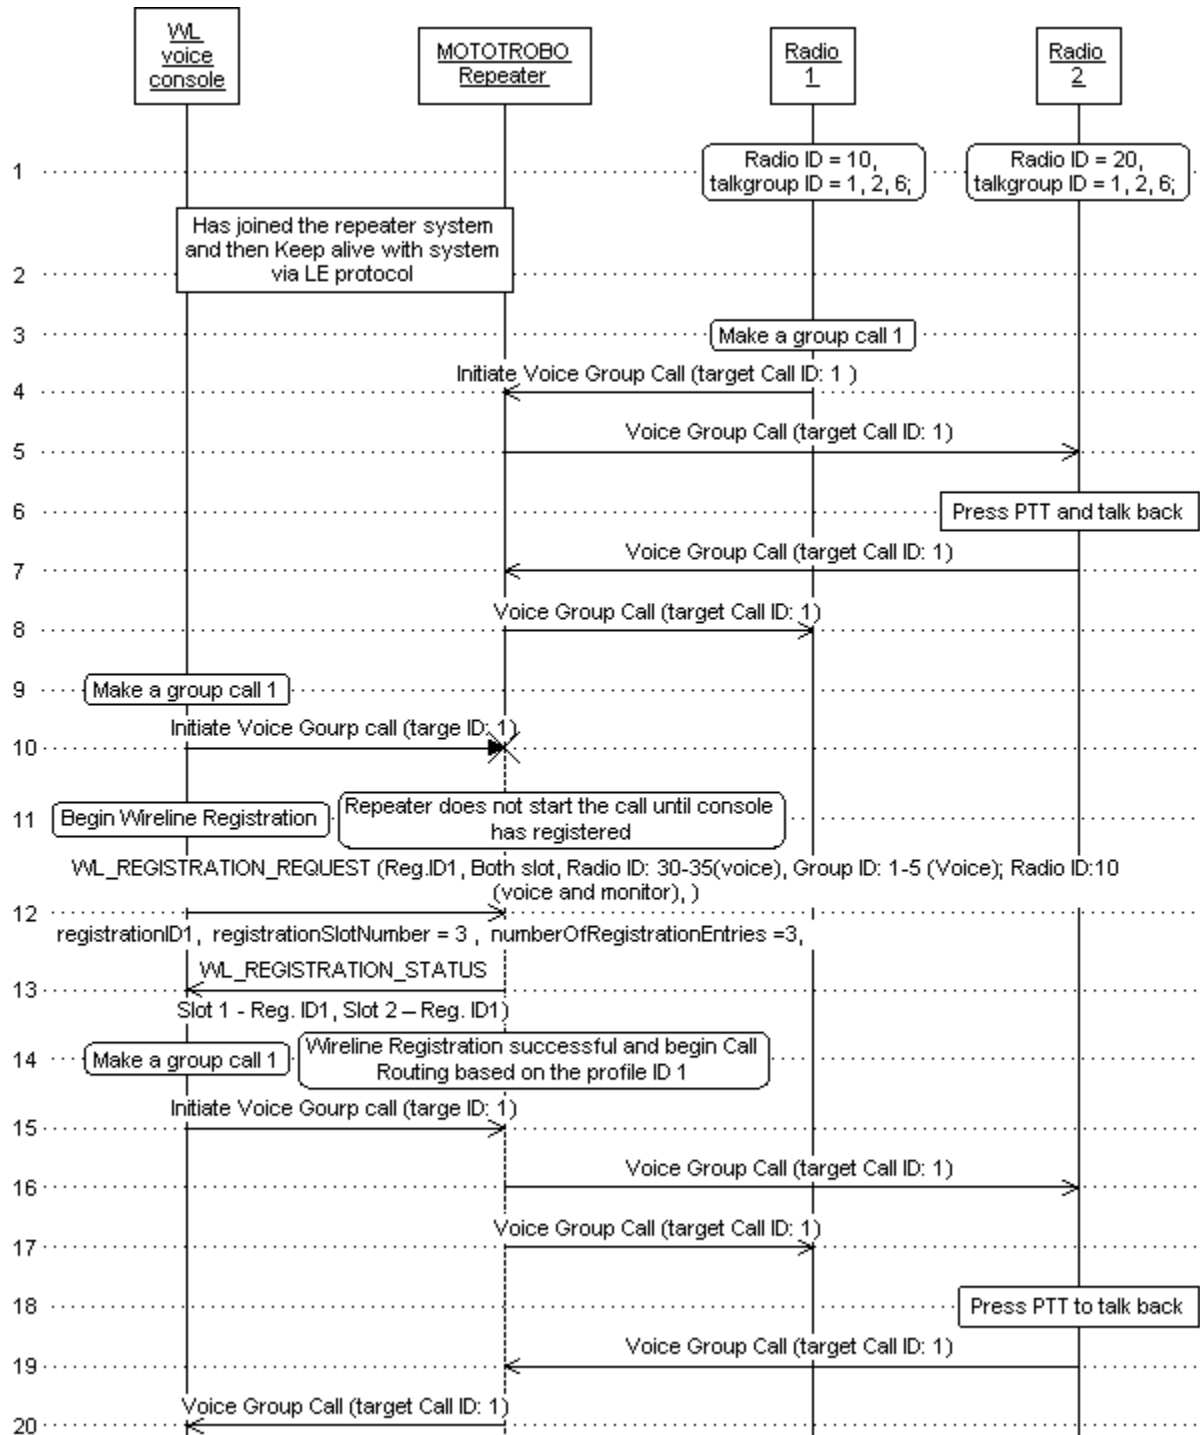 WL
voice
console
MOTOTROBO
Repeater
Radio
1
Radio
2
1
Radio ID = 10,
talkgroup ID = 1, 2, 6;
Radio ID = 20,
talkgroup ID = 1, 2, 6;
Has joined the repeater system
and then Keep alive with system
via LE protocol
2
3
Make a group call 1
Initiate Voice Group Call (target Call ID: 1 )
4
Voice Group Call (target Call ID: 1)
5
6
Press PTT and talk back
Voice Group Call (target Call ID: 1)
7
Voice Group Call (target Call ID: 1)
8
9
Make a group call 1
Initiate Voice Gourp call (targe ID: 1)
10
11
Begin Wireline Registration
Repeater does not start the call until console
has registered
WL_REGISTRATION_REQUEST (Reg.ID1, Both slot, Radio ID: 30-35(voice), Group ID: 1-5 (Voice); Radio ID:10
(voice and monitor), )
12
registrationID1, registrationSlotNumber = 3 , numberOfRegistrationEntries =3,
WL_REGISTRATION_STATUS
13
Slot 1 - Reg. ID1, Slot 2 – Reg. ID1)
14
Make a group call 1
Wireline Registration successful and begin Call
Routing based on the profile ID 1
Initiate Voice Gourp call (targe ID: 1)
15
Voice Group Call (target Call ID: 1)
16
Voice Group Call (target Call ID: 1)
17
18
Press PTT to talk back
Voice Group Call (target Call ID: 1)
19
Voice Group Call (target Call ID: 1)
20